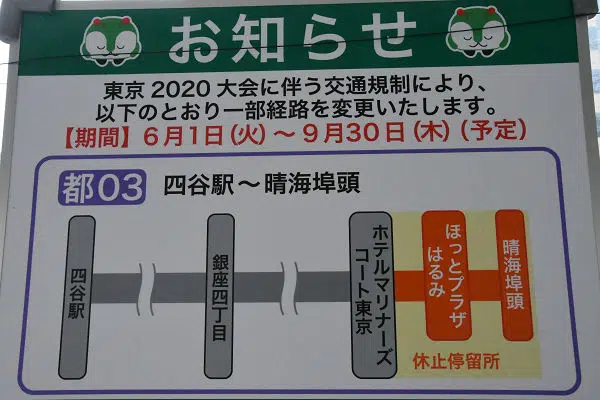 お知らせ
東京2020大会に伴う交通規制により、
以下のとおり一部経路を変更いたします。
【期間】6月1日(火)～9月30日(木)(予定)
都03 四谷駅～晴海埠頭
四谷駅
銀座四丁目
ホテルマリナーズ
コート東京
ほっとプラザ
はるみ
晴海埠頭
休止停留所